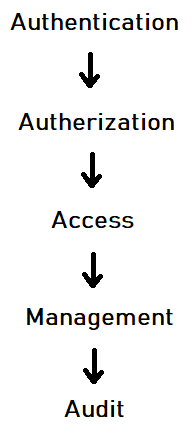 Authentication
Autherization
Access
Management
Audit